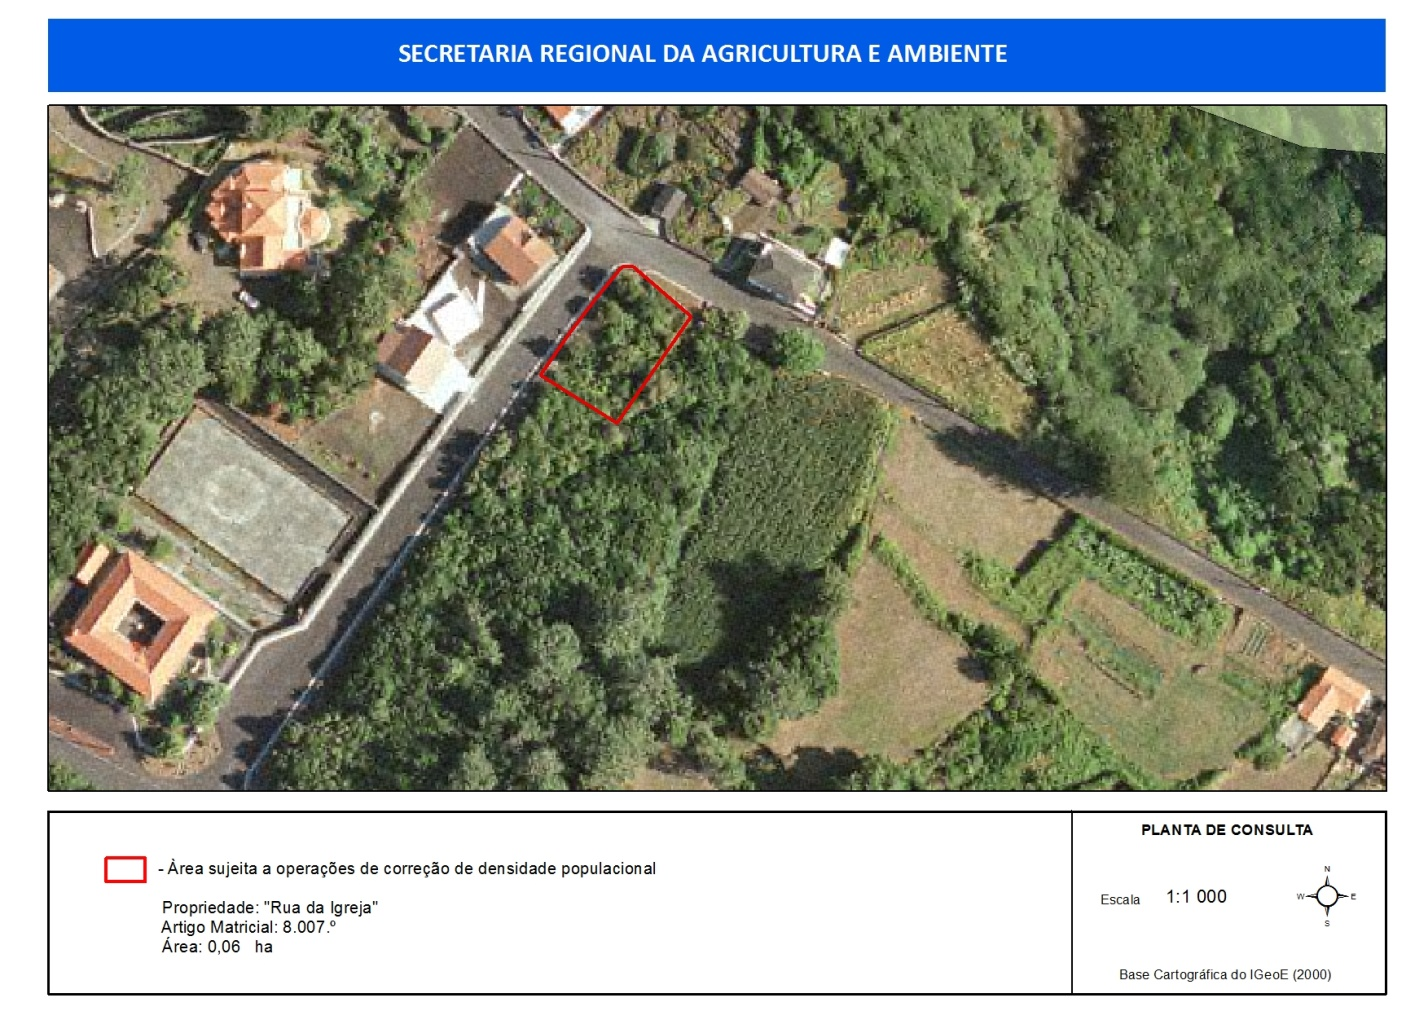 SECRETARIA REGIONAL DA AGRICULTURA E AMBIENTE
- Àrea sujeita a operações de correção de densidade populacional
Propriedade: "Rua da Igreja"
Artigo Matricial: 8.007.º
Área: 0,06 ha
PLANTA DE CONSULTA
Escala 1:1 000
N
W E
S
Base Cartográfica do IGeoE (2000)